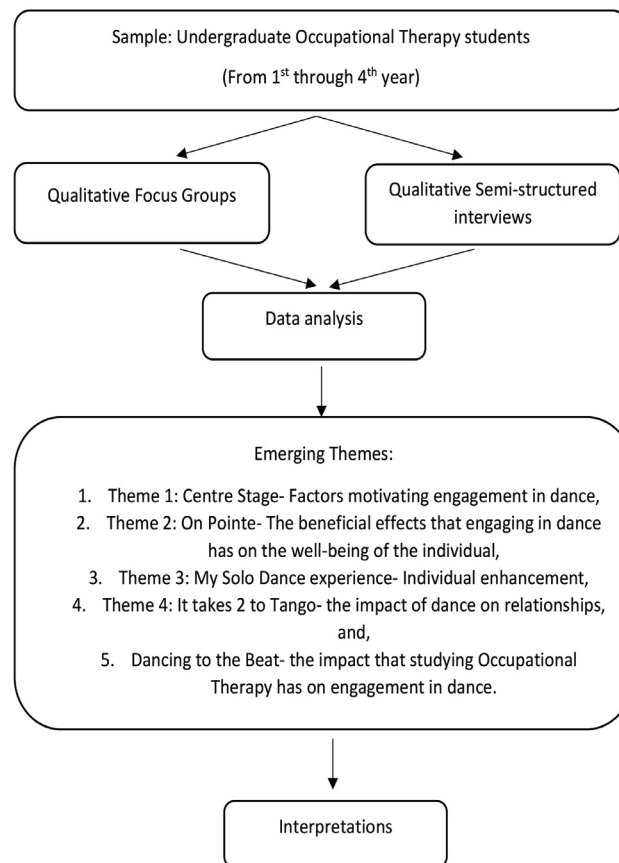 Sample: Undergraduate Occupational Therapy students
(From 1st through 4th year)
Qualitative Focus Groups
Qualitative Semi-structured
interviews
Data analysis
Emerging Themes:
1. Theme 1: Centre Stage- Factors motivating engagement in dance,
2. Theme 2: On Pointe- The beneficial effects that engaging in dance
has on the well-being of the individual,
3. Theme 3: My Solo Dance experience- Individual enhancement,
4. Theme 4: It takes 2 to Tango- the impact of dance on relationships,
and,
5. Dancing to the Beat- the impact that studying Occupational
Therapy has on engagement in dance.
Interpretations